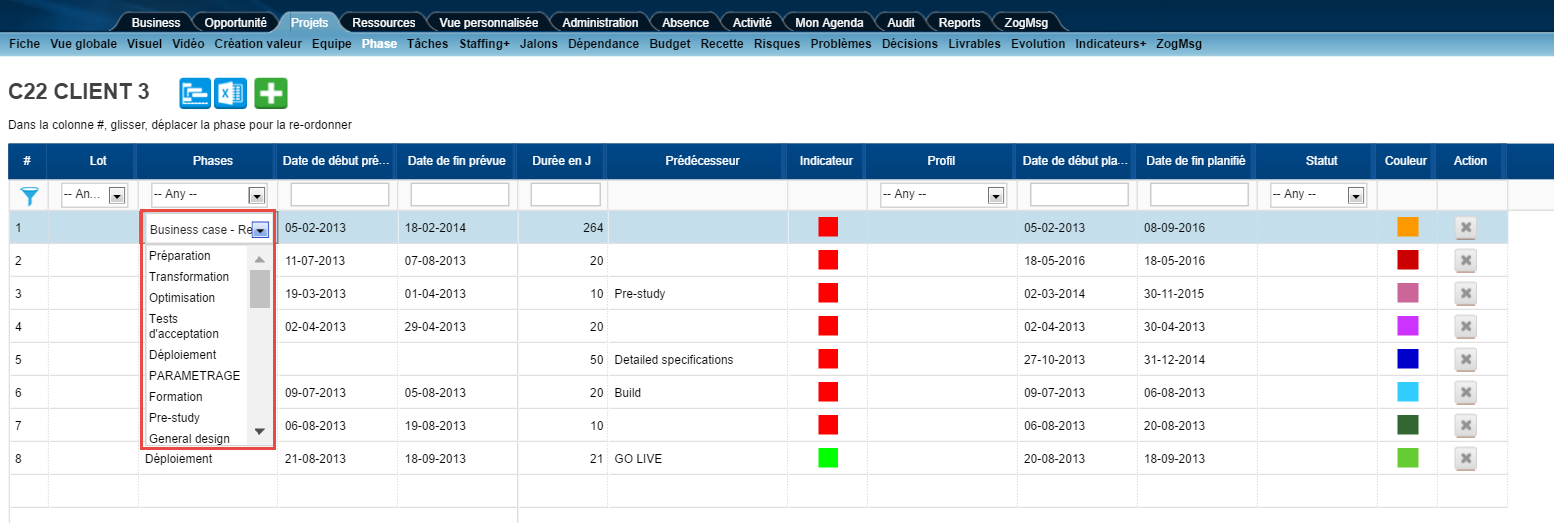 Business Opportunité Projets Ressources Vue personnalisée Administration Absence Activité Mon Agenda Audit Reports ZogMsg
Fiche Vue globale Visuel Vidéo Création valeur Equipe Phase Tâches Staffing+ Jalons Dépendance Budget Recette Risques Problèmes Décisions Livrables Evolution Indicateurs+ ZogMsg
C22 CLIENT 3
Dans la colonne #, glisser, déplacer la phase pour la re-ordonner
# Lot Phases Date de début pré... Date de fin prévue Durée en J Prédécesseur Indicateur Profil Date de début pla... Date de fin planifié Statut Couleur Action
-- An... -- Any -- -- Any -- -- Any --
1 Business case - Re 05-02-2013 18-02-2014 264 05-02-2013 08-09-2016
Préparation
2 11-07-2013 07-08-2013 20 18-05-2016 18-05-2016
Transformation
3 19-03-2013 01-04-2013 10 Pre-study 02-03-2014 30-11-2015
Optimisation
Tests
4 02-04-2013 29-04-2013 20 02-04-2013 30-04-2013
d'acceptation
Déploiement
5 50 Detailed specifications 27-10-2013 31-12-2014
PARAMETRAGE
6 09-07-2013 05-08-2013 20 Build 09-07-2013 06-08-2013
Formation
Pre-study
7 06-08-2013 19-08-2013 10 06-08-2013 20-08-2013
General design
8 Déploiement 21-08-2013 18-09-2013 21 GO LIVE 20-08-2013 18-09-2013